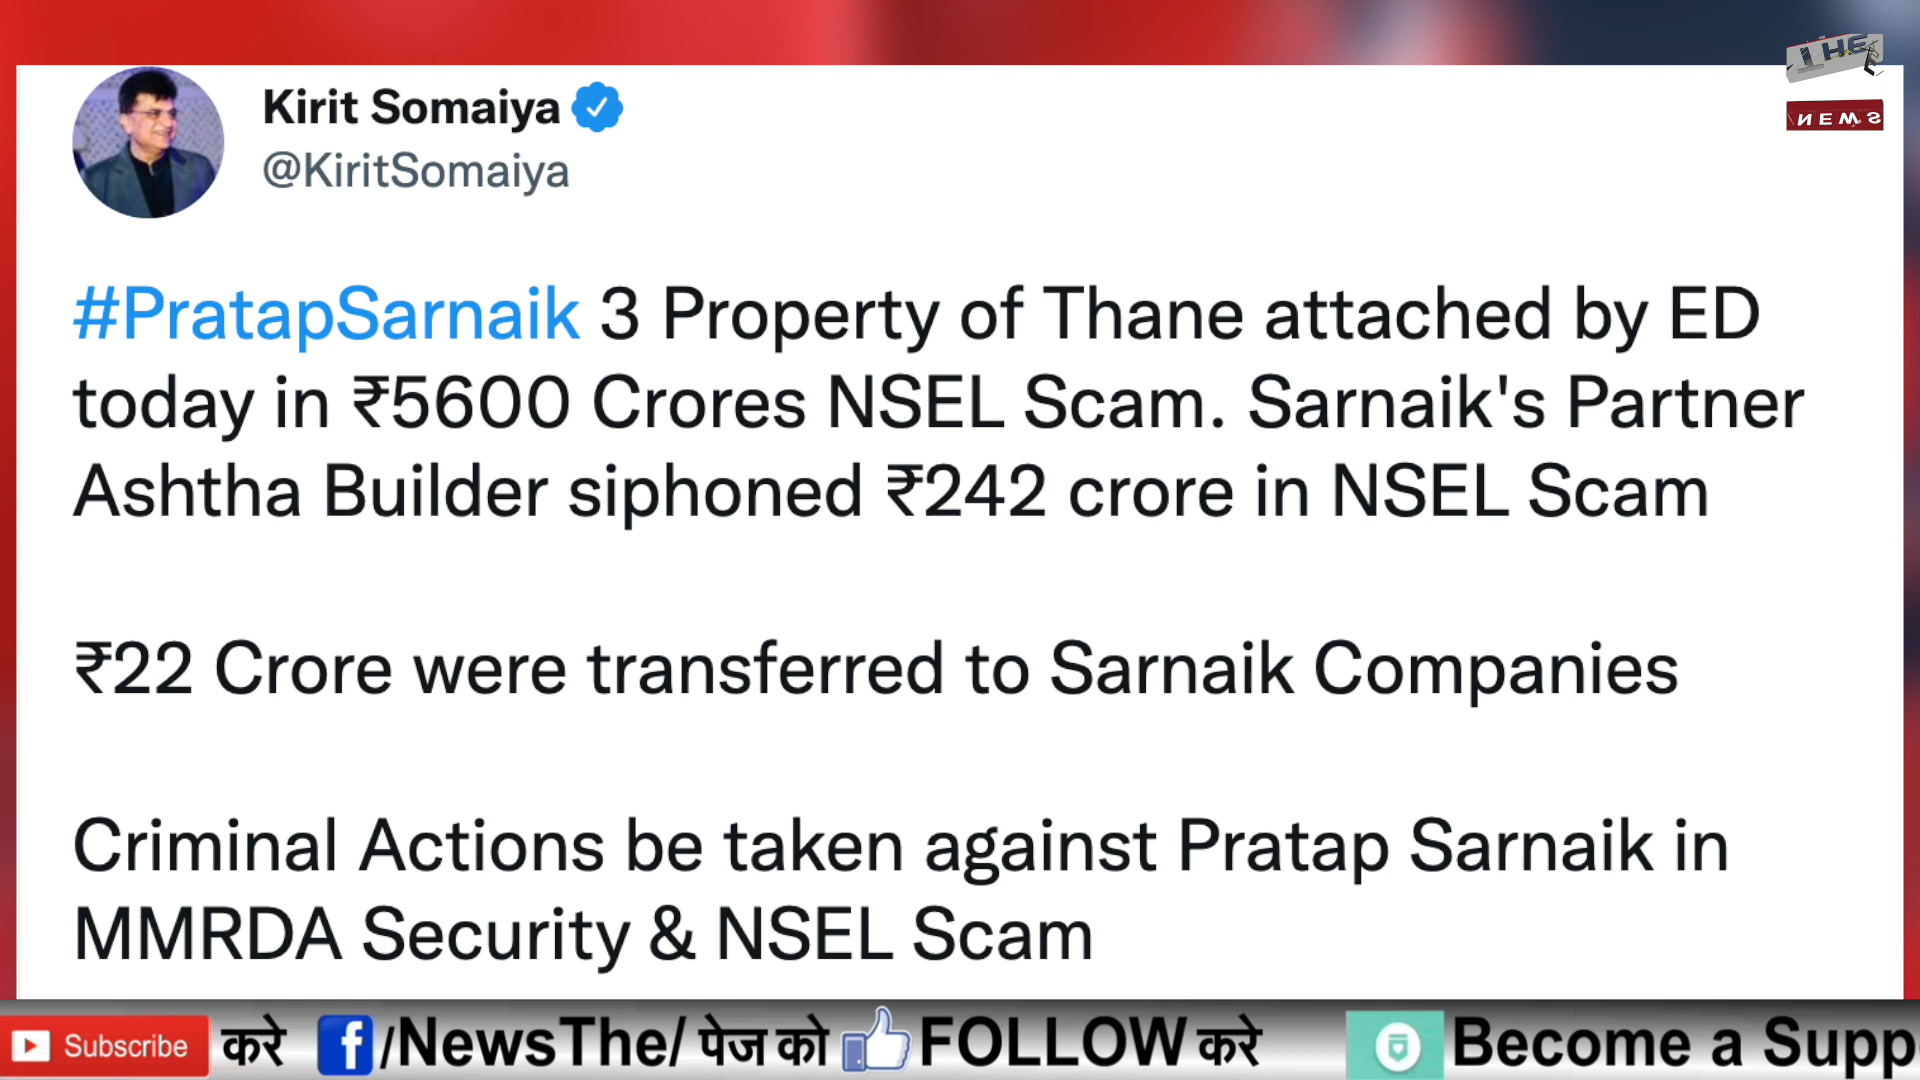 THE
NEWS
Kirit Somaiya
@KiritSomaiya
#PratapSarnaik 3 Property of Thane attached by ED
today in ₹5600 Crores NSEL Scam. Sarnaik's Partner
Ashtha Builder siphoned ₹242 crore in NSEL Scam
₹22 Crore were transferred to Sarnaik Companies
Criminal Actions be taken against Pratap Sarnaik in
MMRDA Security & NSEL Scam
Subscribe करे f/NewsThe/ पेज को FOLLOW करे Become a Supp